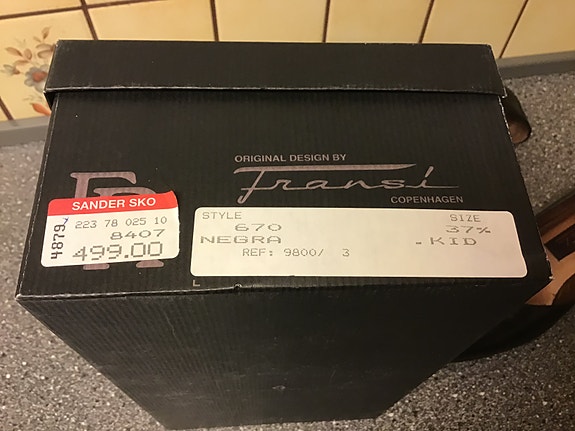 ORIGINAL DESIGN BY
Fransi
COPENHAGEN
SANDER SKO
223 78 025 10
8407
499.00
4879
STYLE SIZE
670 37½
NEGRA .KID
REF: 9800/ 3